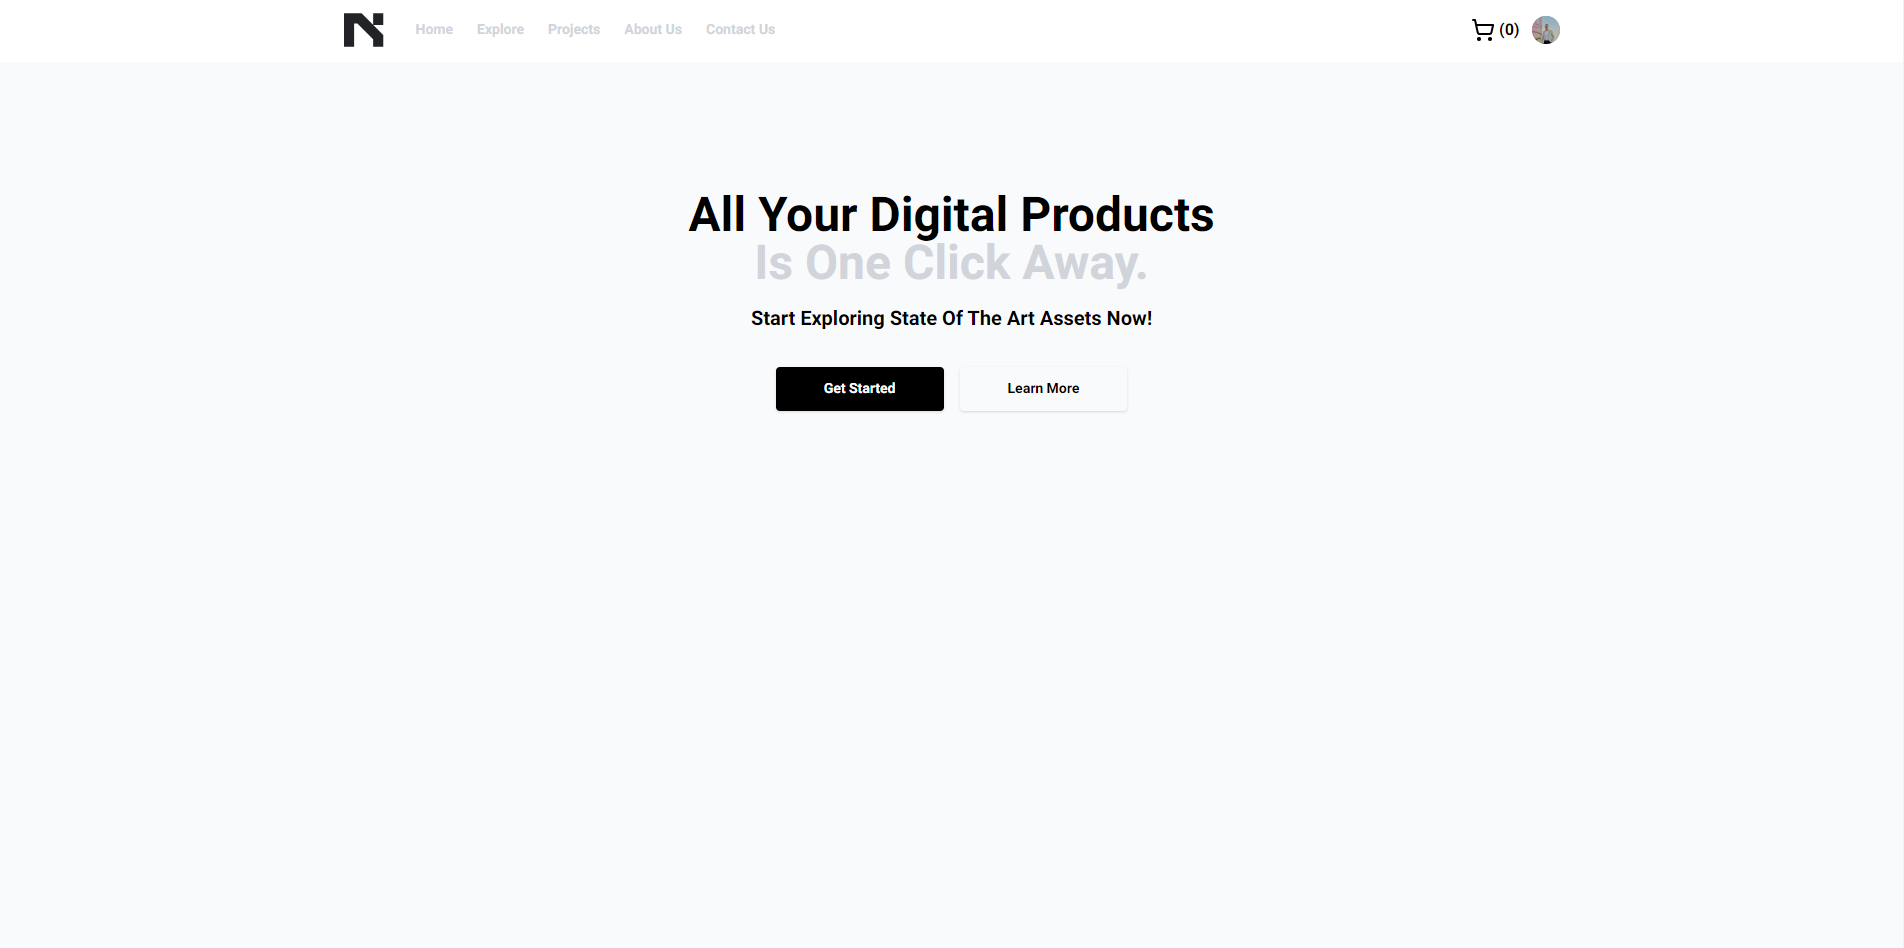 Home Explore Projects About Us Contact Us (0)
All Your Digital Products
Is One Click Away.
Start Exploring State Of The Art Assets Now!
Get Started Learn More